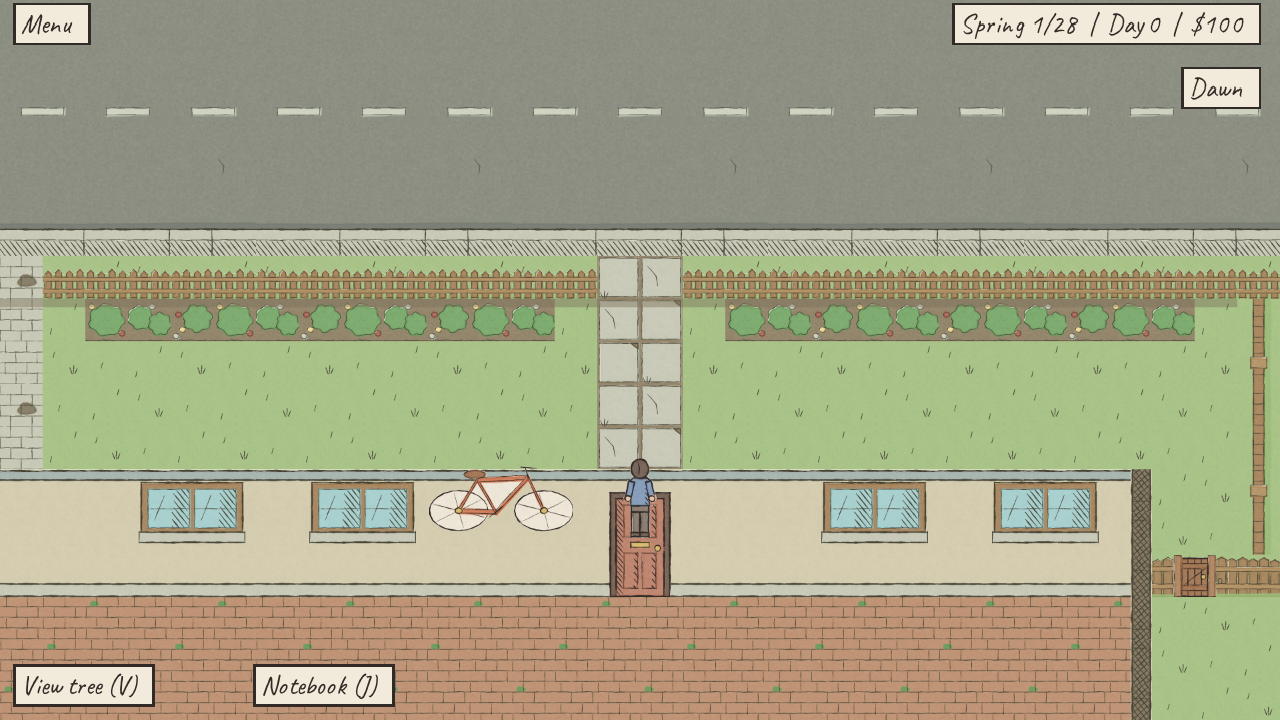 Menu
Spring 1/28 | Day 0 | $100
Dawn
View tree (V)
Notebook (J)